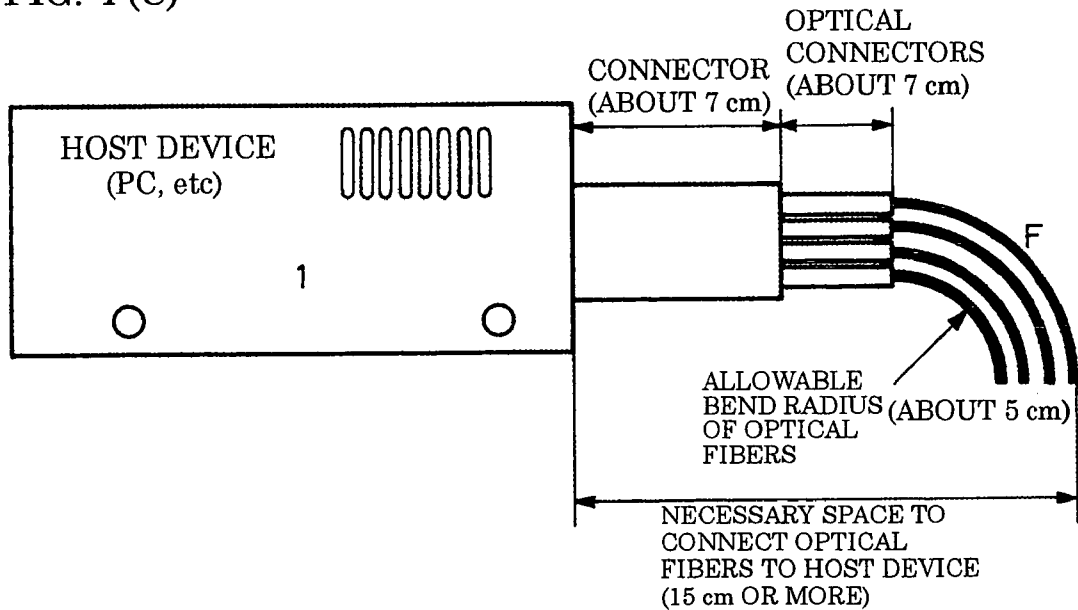 FIG. 4(C)
OPTICAL
CONNECTORS
(ABOUT 7 cm)
CONNECTOR
(ABOUT 7 cm)
HOST DEVICE
(PC, etc)
1
F
ALLOWABLE
BEND RADIUS
OF OPTICAL
FIBERS
(ABOUT 5 cm)
NECESSARY SPACE TO
CONNECT OPTICAL
FIBERS TO HOST DEVICE
(15 cm OR MORE)